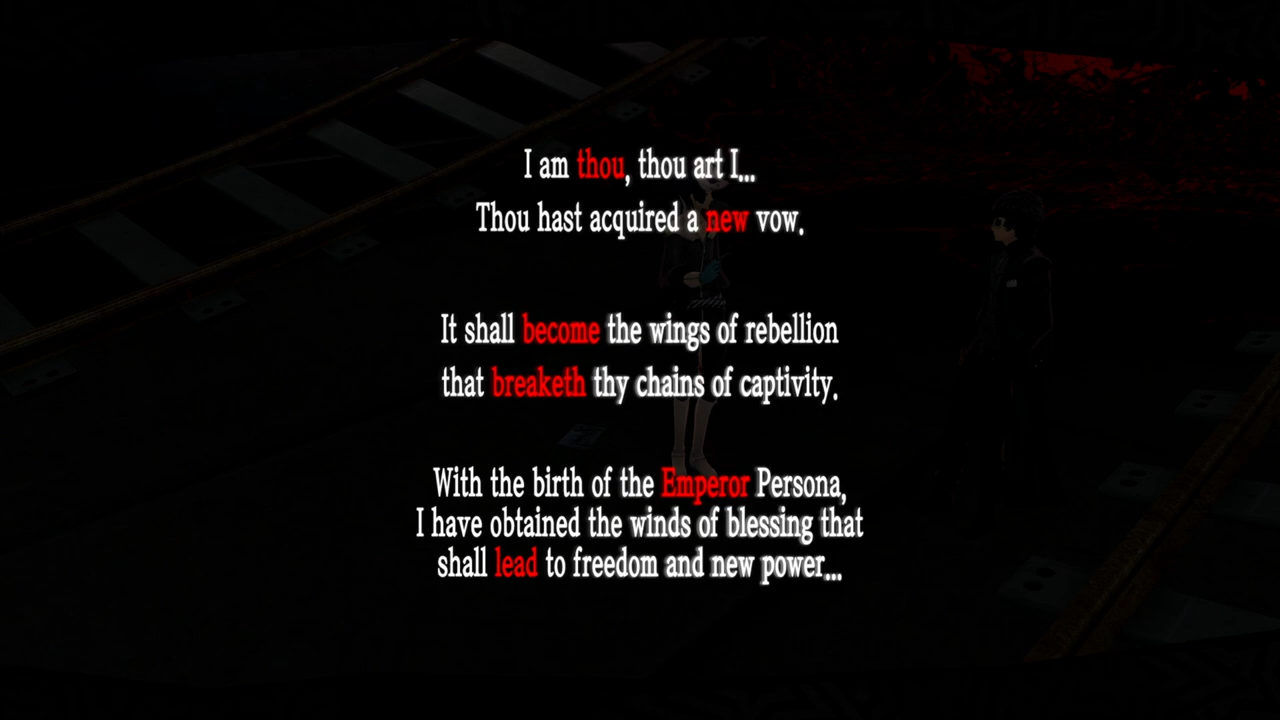 I am thou, thou art I...
Thou hast acquired a new vow.
It shall become the wings of rebellion
that breaketh thy chains of captivity.
With the birth of the Emperor Persona,
I have obtained the winds of blessing that
shall lead to freedom and new power...